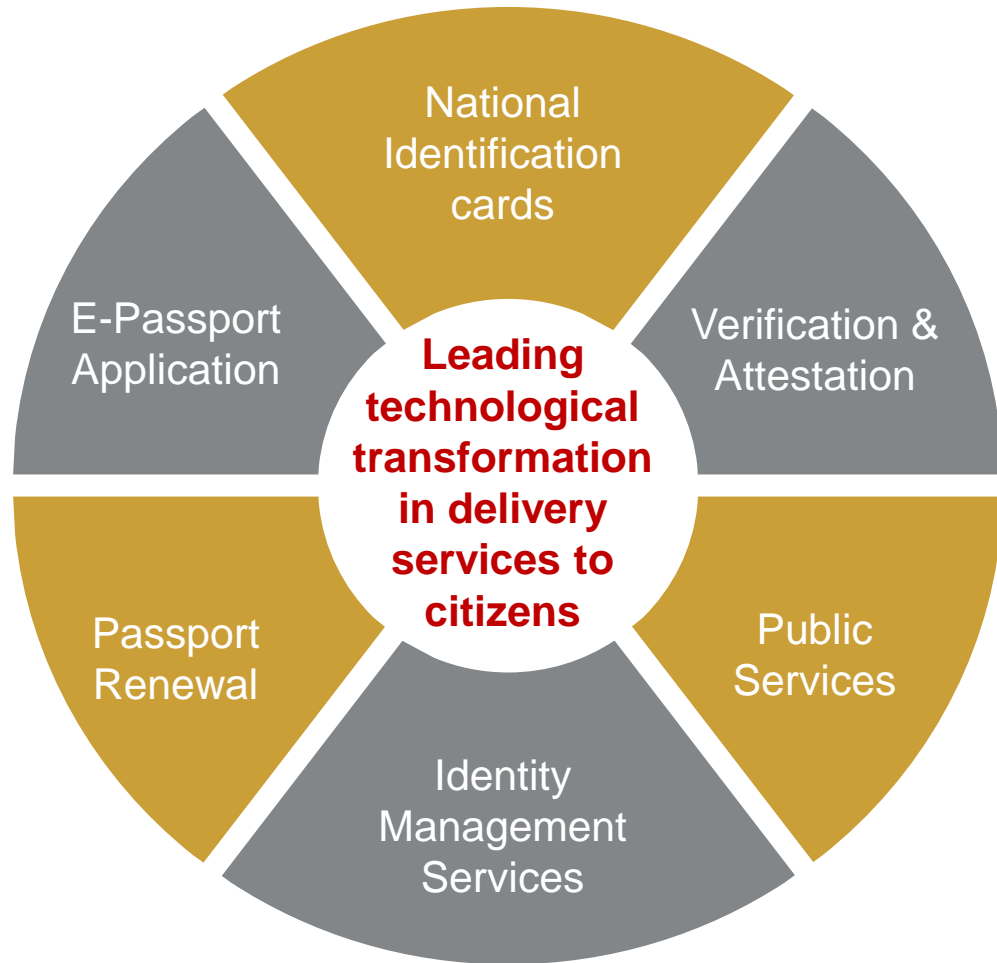 National
Identification
cards
Verification &
Attestation
Public
Services
Identity
Management
Services
Passport
Renewal
E-Passport
Application
Leading
technological
transformation
in delivery
services to
citizens